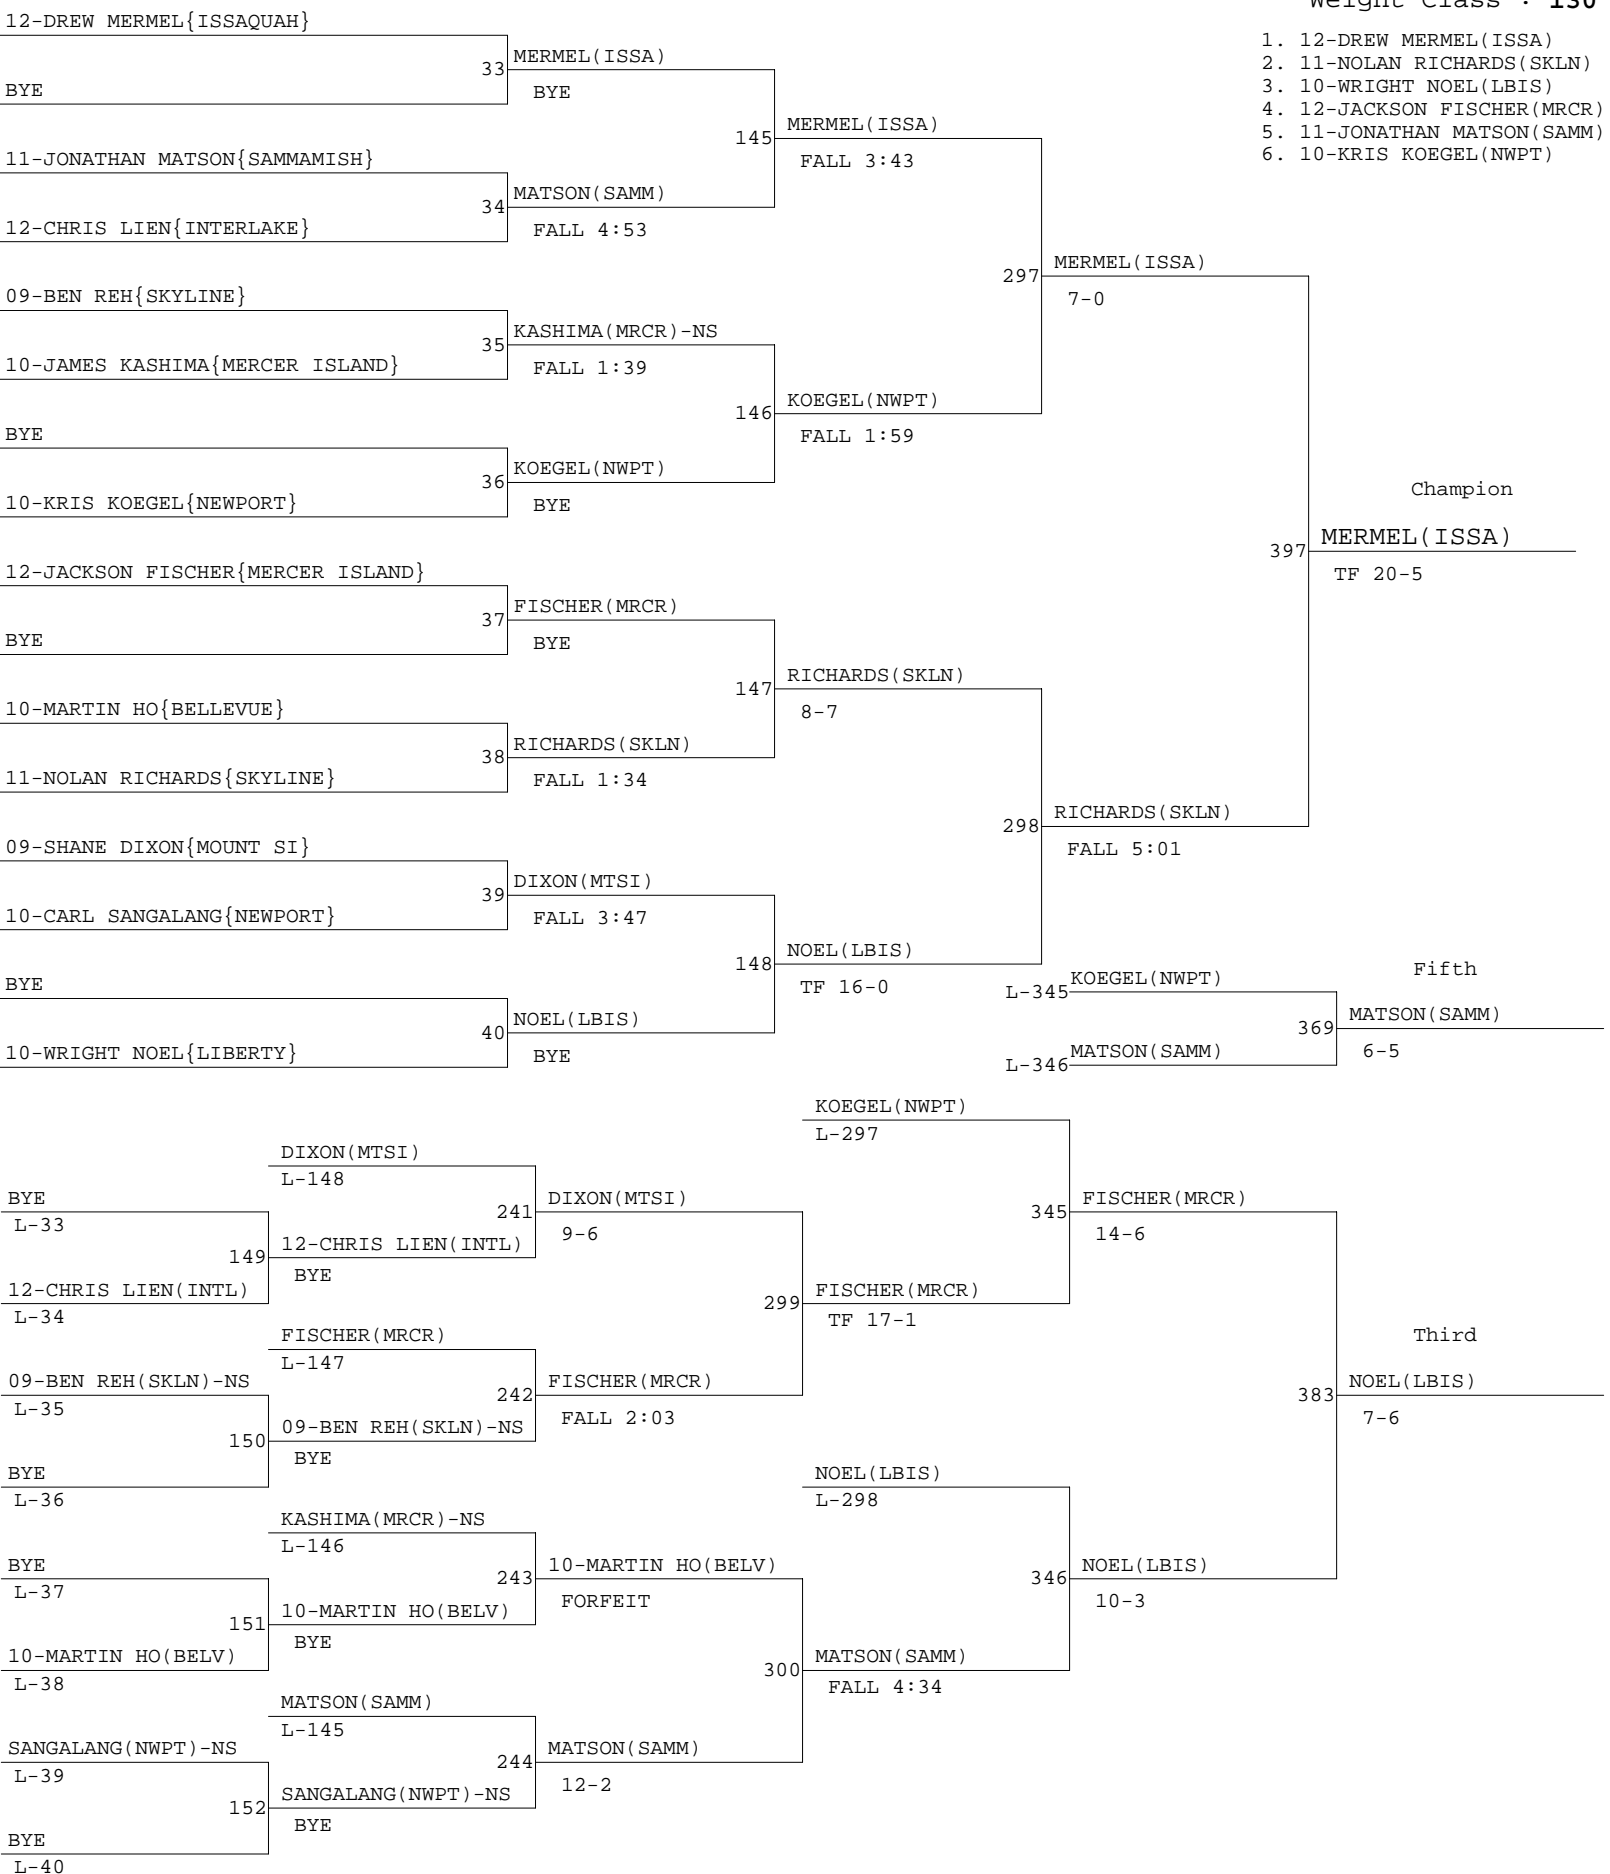 Weight Class : 130
1. 12-DREW MERMEL(ISSA)
2. 11-NOLAN RICHARDS(SKLN)
3. 10-WRIGHT NOEL(LBIS)
4. 12-JACKSON FISCHER(MRCR)
5. 11-JONATHAN MATSON(SAMM)
6. 10-KRIS KOEGEL(NWPT)
12-DREW MERMEL{ISSAQUAH}
33
MERMEL(ISSA)
BYE
BYE
145
MERMEL(ISSA)
FALL 3:43
11-JONATHAN MATSON{SAMMAMISH}
34
MATSON(SAMM)
FALL 4:53
12-CHRIS LIEN{INTERLAKE}
297
MERMEL(ISSA)
7-0
09-BEN REH{SKYLINE}
35
KASHIMA(MRCR)-NS
FALL 1:39
10-JAMES KASHIMA{MERCER ISLAND}
146
KOEGEL(NWPT)
FALL 1:59
BYE
36
KOEGEL(NWPT)
BYE
10-KRIS KOEGEL{NEWPORT}
Champion
397
MERMEL(ISSA)
TF 20-5
12-JACKSON FISCHER{MERCER ISLAND}
37
FISCHER(MRCR)
BYE
BYE
147
RICHARDS(SKLN)
8-7
10-MARTIN HO{BELLEVUE}
38
RICHARDS(SKLN)
FALL 1:34
11-NOLAN RICHARDS{SKYLINE}
298
RICHARDS(SKLN)
FALL 5:01
09-SHANE DIXON{MOUNT SI}
39
DIXON(MTSI)
FALL 3:47
10-CARL SANGALANG{NEWPORT}
148
NOEL(LBIS)
TF 16-0
BYE
40
NOEL(LBIS)
BYE
10-WRIGHT NOEL{LIBERTY}
Fifth
L-345
KOEGEL(NWPT)
369
MATSON(SAMM)
6-5
L-346
MATSON(SAMM)
KOEGEL(NWPT)
L-297
DIXON(MTSI)
L-148
BYE
L-33
241
DIXON(MTSI)
9-6
345
FISCHER(MRCR)
14-6
149
12-CHRIS LIEN(INTL)
BYE
12-CHRIS LIEN(INTL)
L-34
299
FISCHER(MRCR)
TF 17-1
FISCHER(MRCR)
L-147
Third
09-BEN REH(SKLN)-NS
L-35
242
FISCHER(MRCR)
FALL 2:03
383
NOEL(LBIS)
7-6
150
09-BEN REH(SKLN)-NS
BYE
BYE
L-36
NOEL(LBIS)
L-298
KASHIMA(MRCR)-NS
L-146
BYE
L-37
243
10-MARTIN HO(BELV)
FORFEIT
346
NOEL(LBIS)
10-3
151
10-MARTIN HO(BELV)
BYE
10-MARTIN HO(BELV)
L-38
300
MATSON(SAMM)
FALL 4:34
MATSON(SAMM)
L-145
SANGALANG(NWPT)-NS
L-39
244
MATSON(SAMM)
12-2
152
SANGALANG(NWPT)-NS
BYE
BYE
L-40